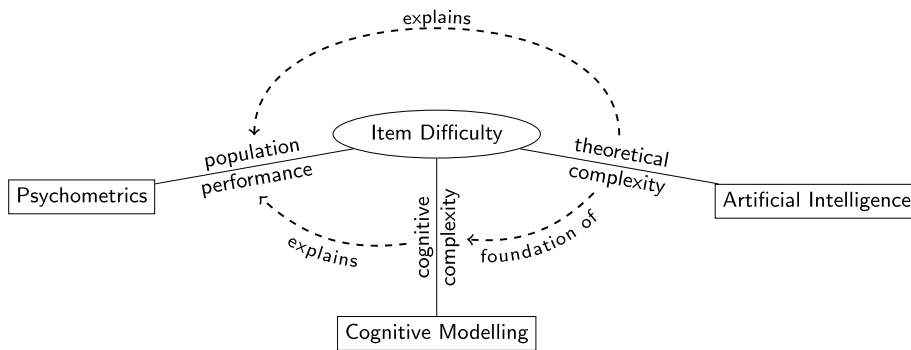 explains
Item Difficulty
population
performance
theoretical
complexity
Psychometrics
Artificial Intelligence
cognitive
complexity
explains
foundation of
Cognitive Modelling